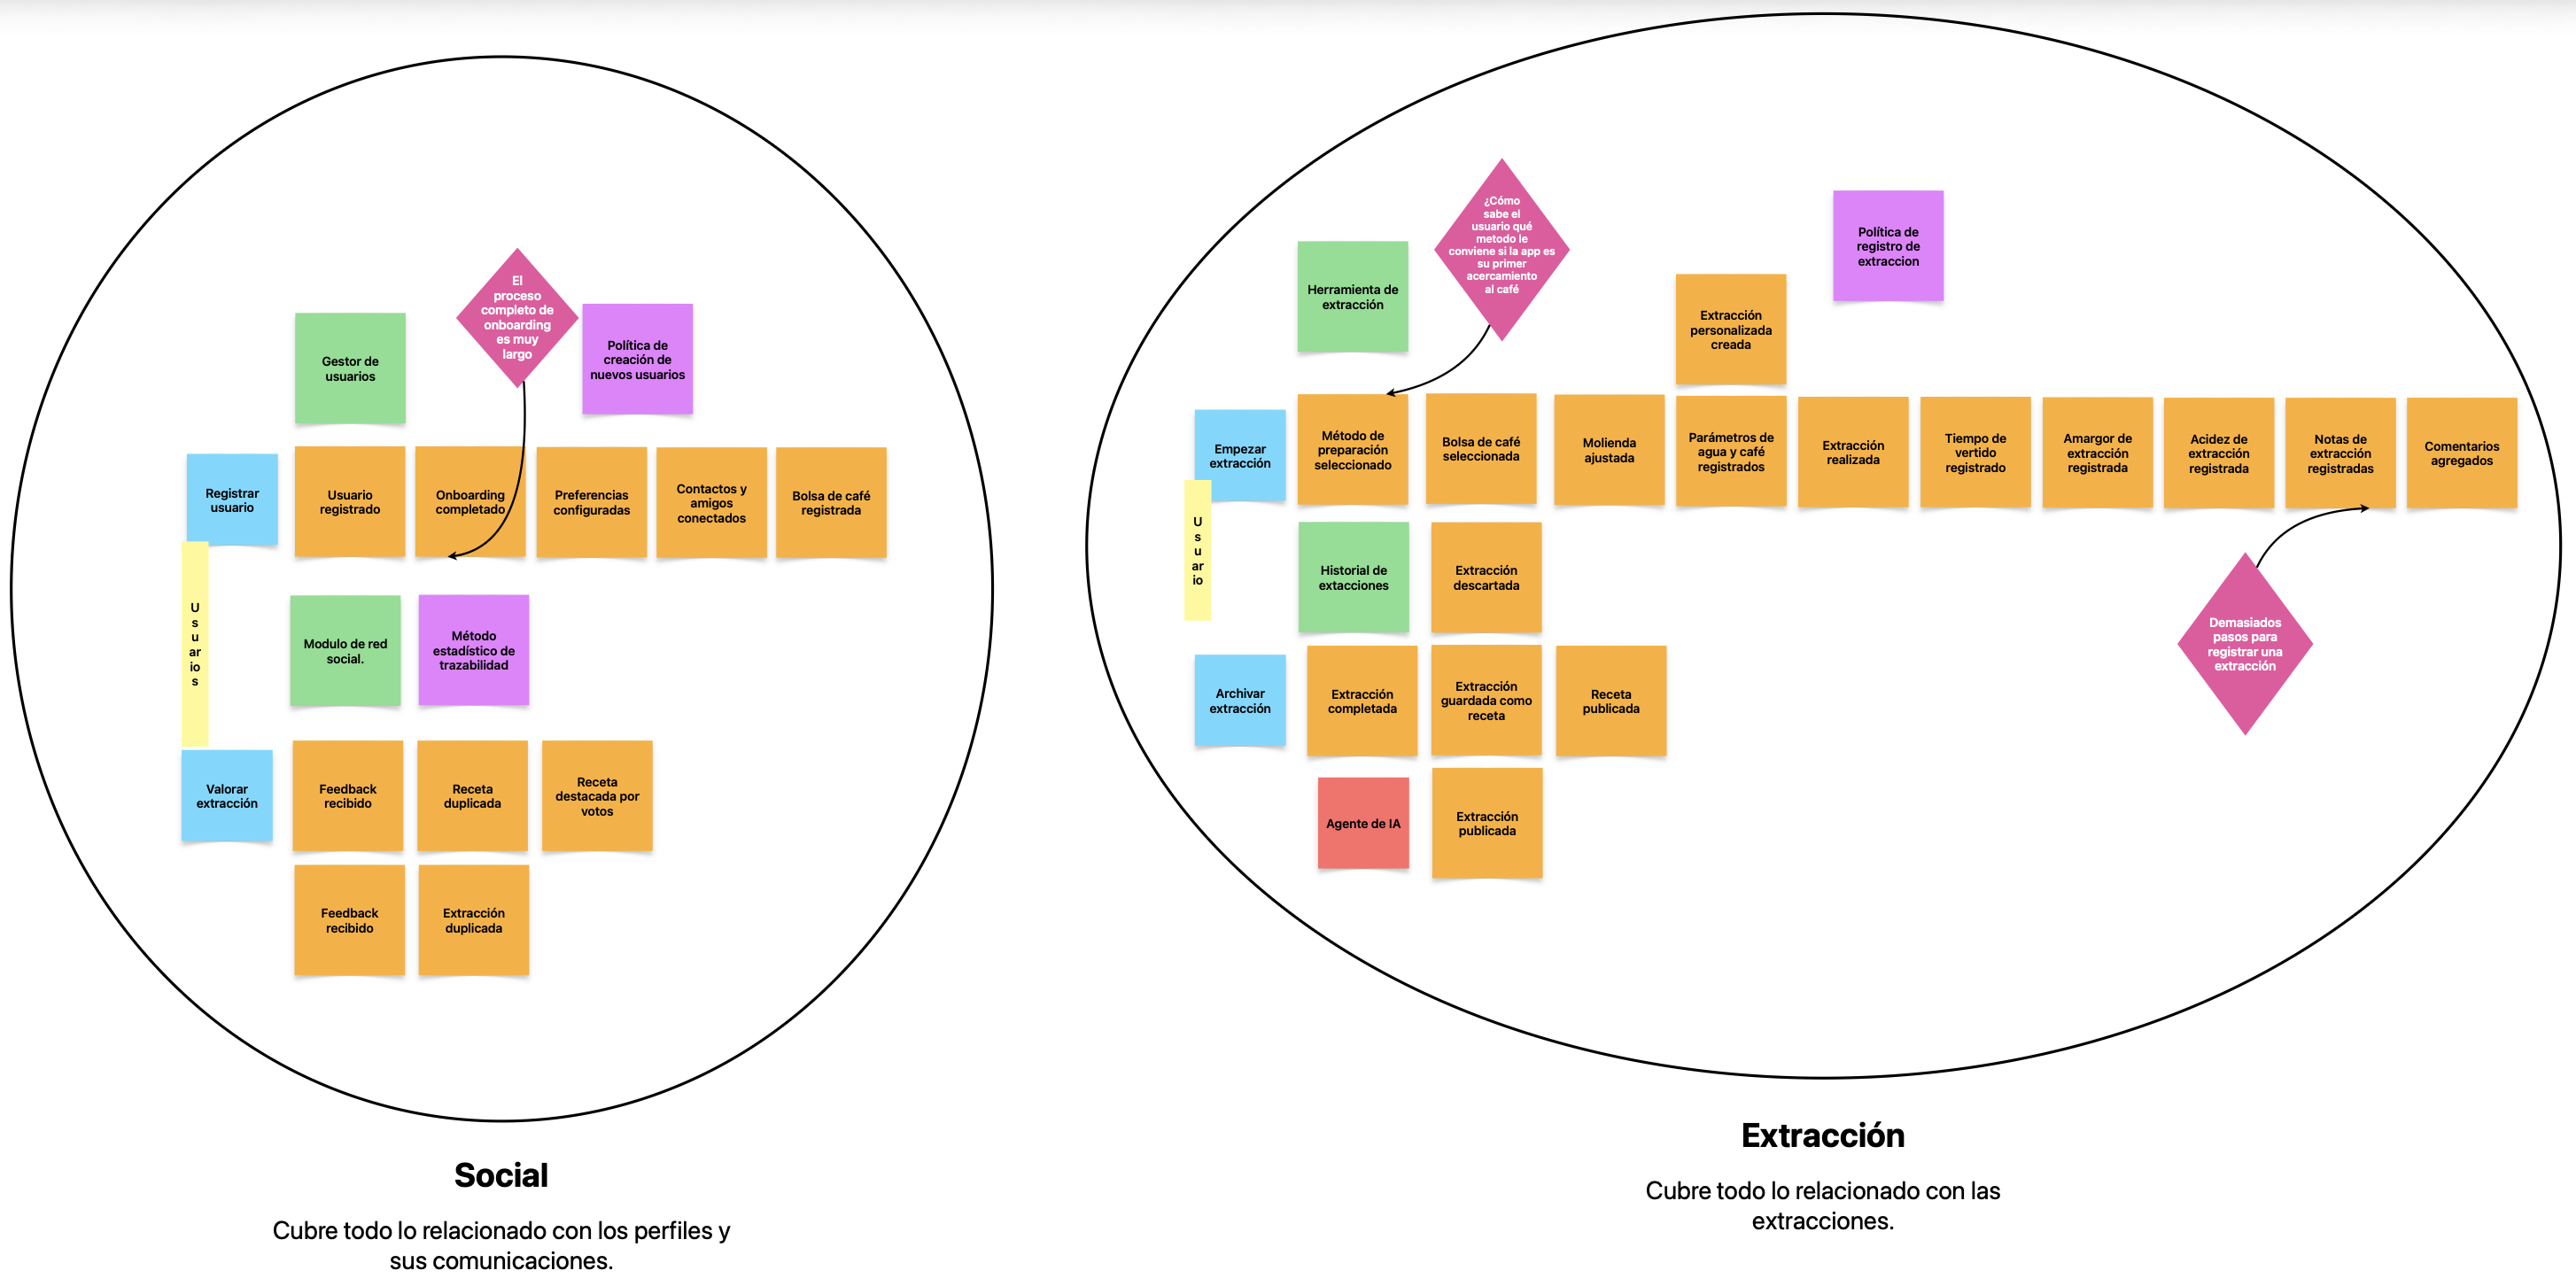 El
proceso
completo de
onboarding
es muy
largo
Gestor de
usuarios
Política de
creación de
nuevos usuarios
Registrar
usuario
Usuario
registrado
Onboarding
completado
Preferencias
configuradas
Contactos y
amigos
conectados
Bolsa de café
registrada
U
s
u
ar
io
s
Modulo de red
social.
Método
estadístico de
trazabilidad
Valorar
extracción
Feedback
recibido
Receta
duplicada
Receta
destacada por
votos
Feedback
recibido
Extracción
duplicada
Social
Cubre todo lo relacionado con los perfiles y
sus comunicaciones.
¿Cómo
sabe el
usuario qué
metodo le
conviene si la app es
su primer
acercamiento
al café
Herramienta de
extracción
Política de
registro de
extraccion
Extracción
personalizada
creada
Empezar
extracción
Método de
preparación
seleccionado
Bolsa de café
seleccionada
Molienda
ajustada
Parámetros de
agua y café
registrados
Extracción
realizada
Tiempo de
vertido
registrado
Amargor de
extracción
registrada
Acidez de
extracción
registrada
Notas de
extracción
registradas
Comentarios
agregados
U
s
u
ar
io
Historial de
extacciones
Extracción
descartada
Demasiados
pasos para
registrar una
extracción
Archivar
extracción
Extracción
completada
Extracción
guardada como
receta
Receta
publicada
Agente de IA
Extracción
publicada
Extracción
Cubre todo lo relacionado con las
extracciones.